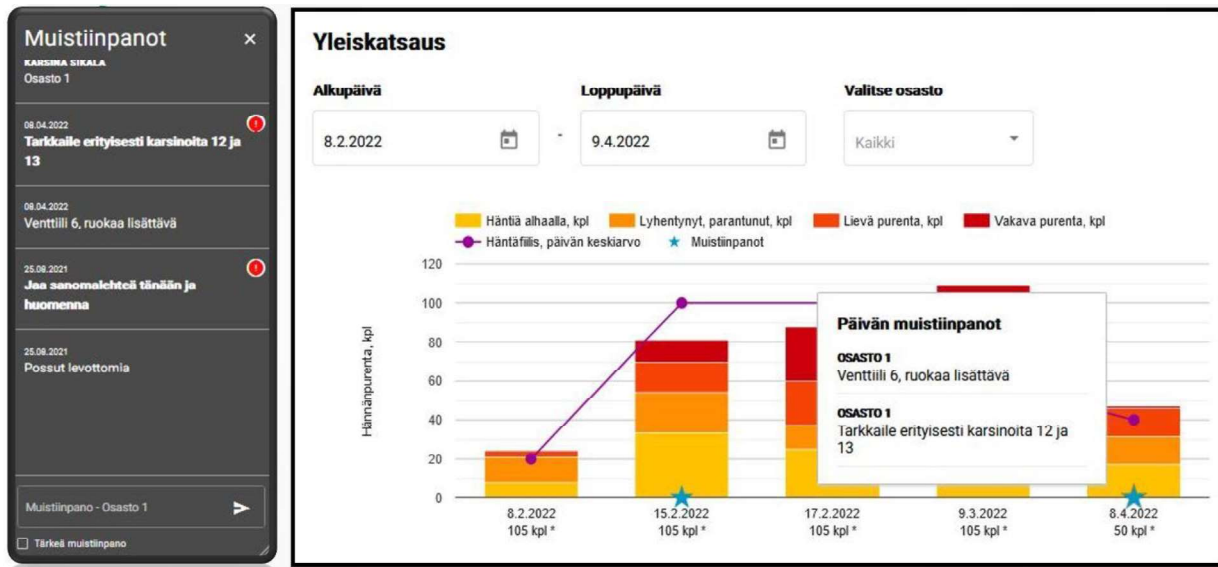 Muistiinpanot
KARSINA SIKALA
Osasto 1
08.04.2022
Tarkkaile erityisesti karsinoita 12 ja
13
08.04.2022
Venttiili 6, ruokaa lisättävä
25.08.2021
Jaa sanomalehteä tänään ja
huomenna
25.08.2021
Possut levottomia
Muistiinpano - Osasto 1
Tärkeä muistiinpano
Yleiskatsaus
Alkupäivä
Loppupäivä
Valitse osasto
8.2.2022
-
9.4.2022
Kaikki
Häntiä alhaalla, kpl
Lyhentynyt, parantunut, kpl
Lievä purenta, kpl
Vakava purenta, kpl
Häntäfiilis, päivän keskiarvo
Muistiinpanot
Hännänpurenta, kpl
120
100
80
60
40
20
0
Päivän muistiinpanot
OSASTO 1
Venttiili 6, ruokaa lisättävä
OSASTO 1
Tarkkaile erityisesti karsinoita 12 ja
13
8.2.2022
105 kpl *
15.2.2022
105 kpl *
17.2.2022
105 kpl *
9.3.2022
105 kpl *
8.4.2022
50 kpl *